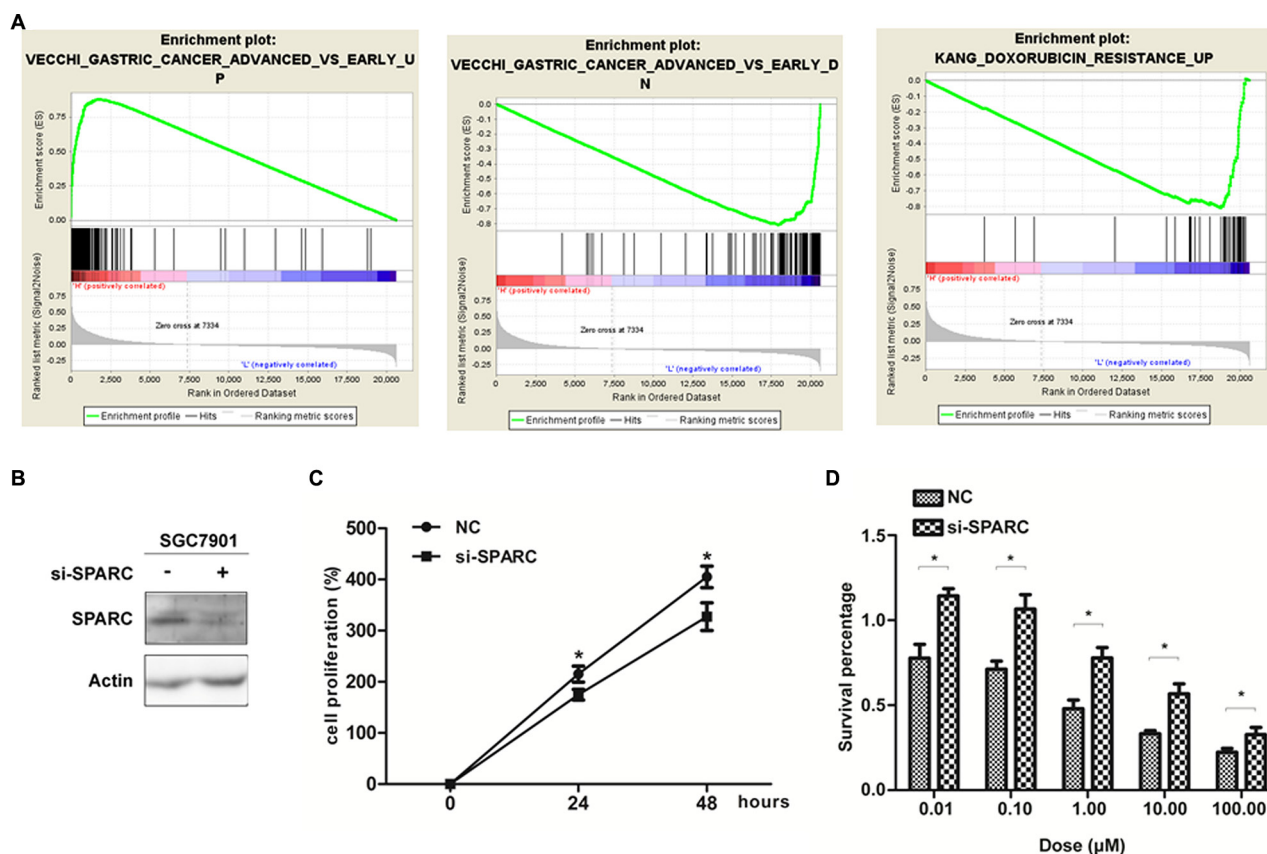 A
Enrichment plot:
VECCHI_GASTRIC_CANCER_ADVANCED_VS_EARLY_U
P
Enrichment score (ES)
0.75
0.50
0.25
0.00
'H' (positively correlated)
Ranked list metric (Signal2Noise)
0.75
0.50
0.25
0.00
-0.25
Zero cross at 7334
'L' (negatively correlated)
0 2,500 5,000 7,500 10,000 12,500 15,000 17,500 20,000
Rank in Ordered Dataset
Enrichment profile Hits Ranking metric scores
Enrichment plot:
VECCHI_GASTRIC_CANCER_ADVANCED_VS_EARLY_D
N
Enrichment score (ES)
0.0
-0.1
-0.2
-0.3
-0.4
-0.5
-0.6
-0.7
-0.8
'H' (positively correlated)
Ranked list metric (Signal2Noise)
0.75
0.50
0.25
0.00
-0.25
Zero cross at 7334
'L' (negatively correlated)
0 2,500 5,000 7,500 10,000 12,500 15,000 17,500 20,000
Rank in Ordered Dataset
Enrichment profile Hits Ranking metric scores
Enrichment plot:
KANG_DOXORUBICIN_RESISTANCE_UP
Enrichment score (ES)
0.0
-0.1
-0.2
-0.3
-0.4
-0.5
-0.6
-0.7
-0.8
'H' (positively correlated)
Ranked list metric (Signal2Noise)
0.75
0.50
0.25
0.00
-0.25
Zero cross at 7334
'L' (negatively correlated)
0 2,500 5,000 7,500 10,000 12,500 15,000 17,500 20,000
Rank in Ordered Dataset
Enrichment profile Hits Ranking metric scores
B
SGC7901
si-SPARC - +
SPARC
Actin
C
NC
si-SPARC
cell proliferation (%)
500
400
300
200
100
0
*
*
0 24 48 hours
D
NC
si-SPARC
Survival percentage
1.5
1.0
0.5
0.0
*
*
*
*
*
0.01 0.10 1.00 10.00 100.00
Dose (µM)